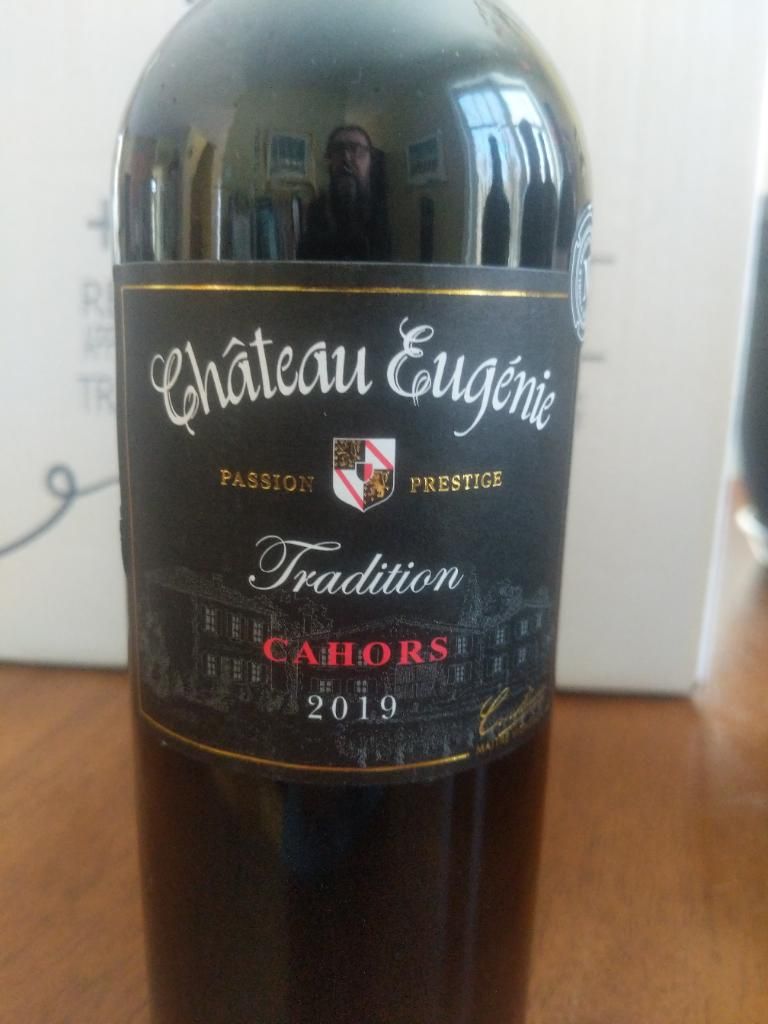 Château Eugénie
PASSION PRESTIGE
Tradition
CAHORS
2019